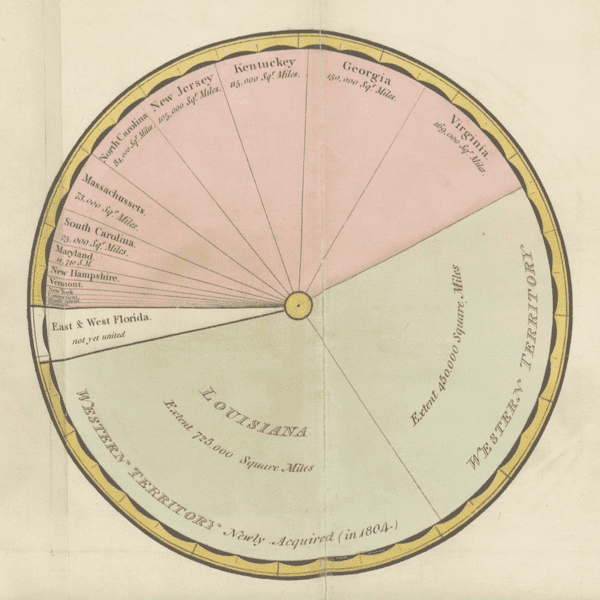 Kentucky
115,000 Sq.r Miles.
Georgia
150,000 Sq.r Miles.
Virginia.
169,000 Sq.r Miles.
New Jersey
105,000 Sq.r Miles.
North Carolina
84,000 Sq.r Miles
Massachussets.
73,000 Sq.r Miles.
South Carolina.
25,000 Sq.r Miles.
Maryland.
New Hampshire.
Vermont.
New York
East & West Florida.
not yet united
WESTERN TERRITORY
Extent 450,000 Square Miles
LOUISIANA
Extent 725,000 Square Miles
WESTERN TERRITORY Newly Acquired (in 1804.)